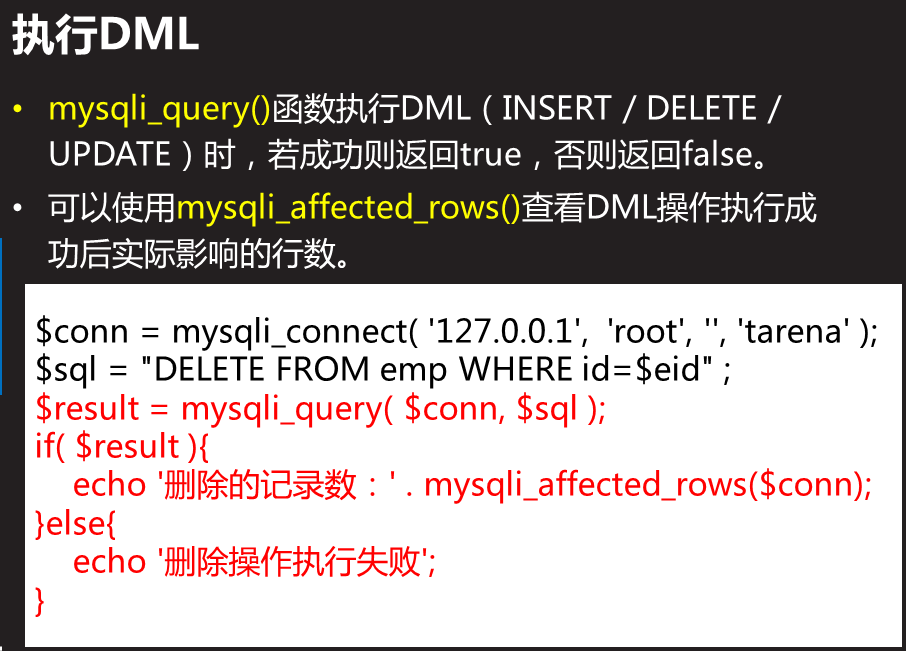 执行DML
• mysqli_query()函数执行DML（INSERT / DELETE /
UPDATE）时，若成功则返回true，否则返回false。
• 可以使用mysqli_affected_rows()查看DML操作执行成
功后实际影响的行数。
$conn = mysqli_connect( '127.0.0.1',  'root', '', 'tarena' );
$sql = "DELETE FROM emp WHERE id=$eid" ;
$result = mysqli_query( $conn, $sql );
if( $result ){
    echo '删除的记录数：' . mysqli_affected_rows($conn);
}else{
    echo '删除操作执行失败';
}